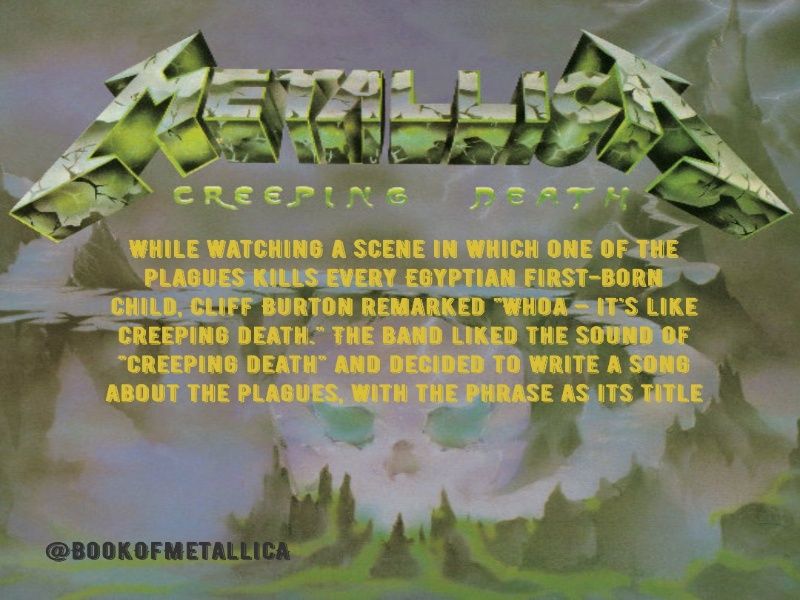 METALLICA
CREEPING DEATH
WHILE WATCHING A SCENE IN WHICH ONE OF THE
PLAGUES KILLS EVERY EGYPTIAN FIRST-BORN
CHILD, CLIFF BURTON REMARKED "WHOA - IT'S LIKE
CREEPING DEATH." THE BAND LIKED THE SOUND OF
"CREEPING DEATH" AND DECIDED TO WRITE A SONG
ABOUT THE PLAGUES, WITH THE PHRASE AS ITS TITLE
@BOOKOFMETALLICA